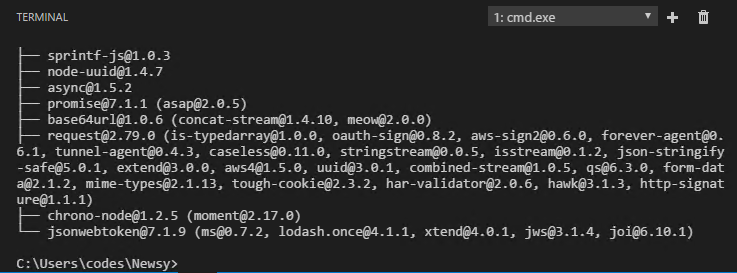 TERMINAL
1: cmd.exe
├── sprintf-js@1.0.3
├── node-uuid@1.4.7
├── async@1.5.2
├── promise@7.1.1 (asap@2.0.5)
├── base64url@1.0.6 (concat-stream@1.4.10, meow@2.0.0)
├── request@2.79.0 (is-typedarray@1.0.0, oauth-sign@0.8.2, aws-sign2@0.6.0, forever-agent@0.
6.1, tunnel-agent@0.4.3, caseless@0.11.0, stringstream@0.0.5, isstream@0.1.2, json-stringify
-safe@5.0.1, extend@3.0.0, aws4@1.5.0, uuid@3.0.1, combined-stream@1.0.5, qs@6.3.0, form-dat
a@2.1.2, mime-types@2.1.13, tough-cookie@2.3.2, har-validator@2.0.6, hawk@3.1.3, http-signat
ure@1.1.1)
├── chrono-node@1.2.5 (moment@2.17.0)
└── jsonwebtoken@7.1.9 (ms@0.7.2, lodash.once@4.1.1, xtend@4.0.1, jws@3.1.4, joi@6.10.1)
C:\Users\codes\Newsy>